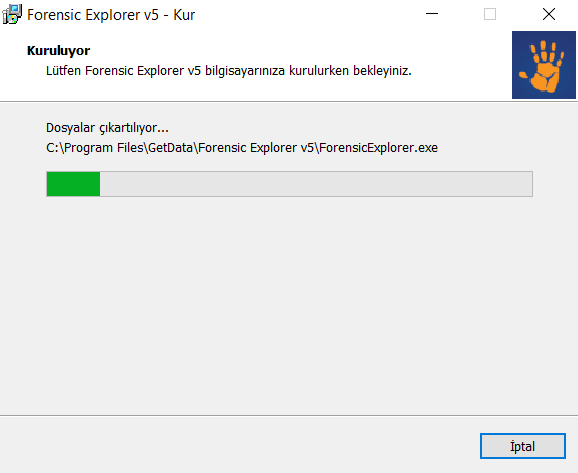 Forensic Explorer v5 - Kur
Kuruluyor
Lütfen Forensic Explorer v5 bilgisayarınıza kurulurken bekleyiniz.
Dosyalar çıkartılıyor...
C:\Program Files\GetData\Forensic Explorer v5\ForensicExplorer.exe
İptal